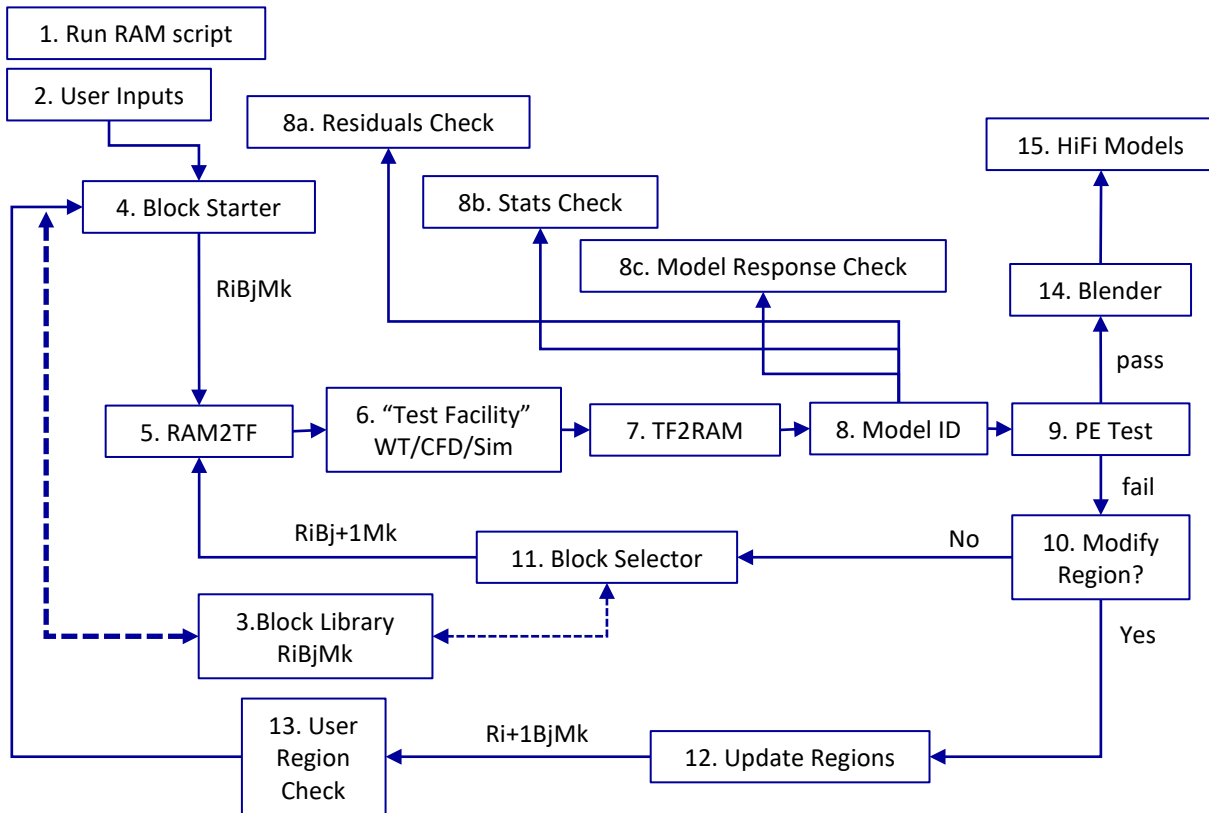 1. Run RAM script
2. User Inputs
8a. Residuals Check
15. HiFi Models
4. Block Starter
8b. Stats Check
8c. Model Response Check
14. Blender
RiBjMk
pass
5. RAM2TF
6. “Test Facility”
WT/CFD/Sim
7. TF2RAM
8. Model ID
9. PE Test
fail
RiBj+1Mk
11. Block Selector
No
10. Modify
Region?
3.Block Library
RiBjMk
Yes
13. User
Region
Check
Ri+1BjMk
12. Update Regions